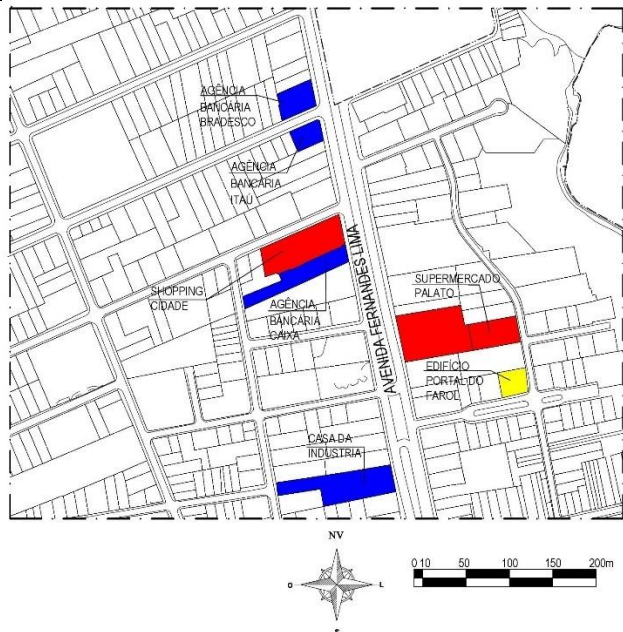 AGÊNCIA
BANCÁRIA
BRADESCO
AGÊNCIA
BANCÁRIA
ITAÚ
SHOPPING
CIDADE
AGÊNCIA
BANCÁRIA
CAIXA
AVENIDA FERNANDES LIMA
SUPERMERCADO
PALATO
EDIFÍCIO
PORTAL DO
FAROL
CASA DA
INDÚSTRIA
NV
O
L
0 10 50 100 150 200m